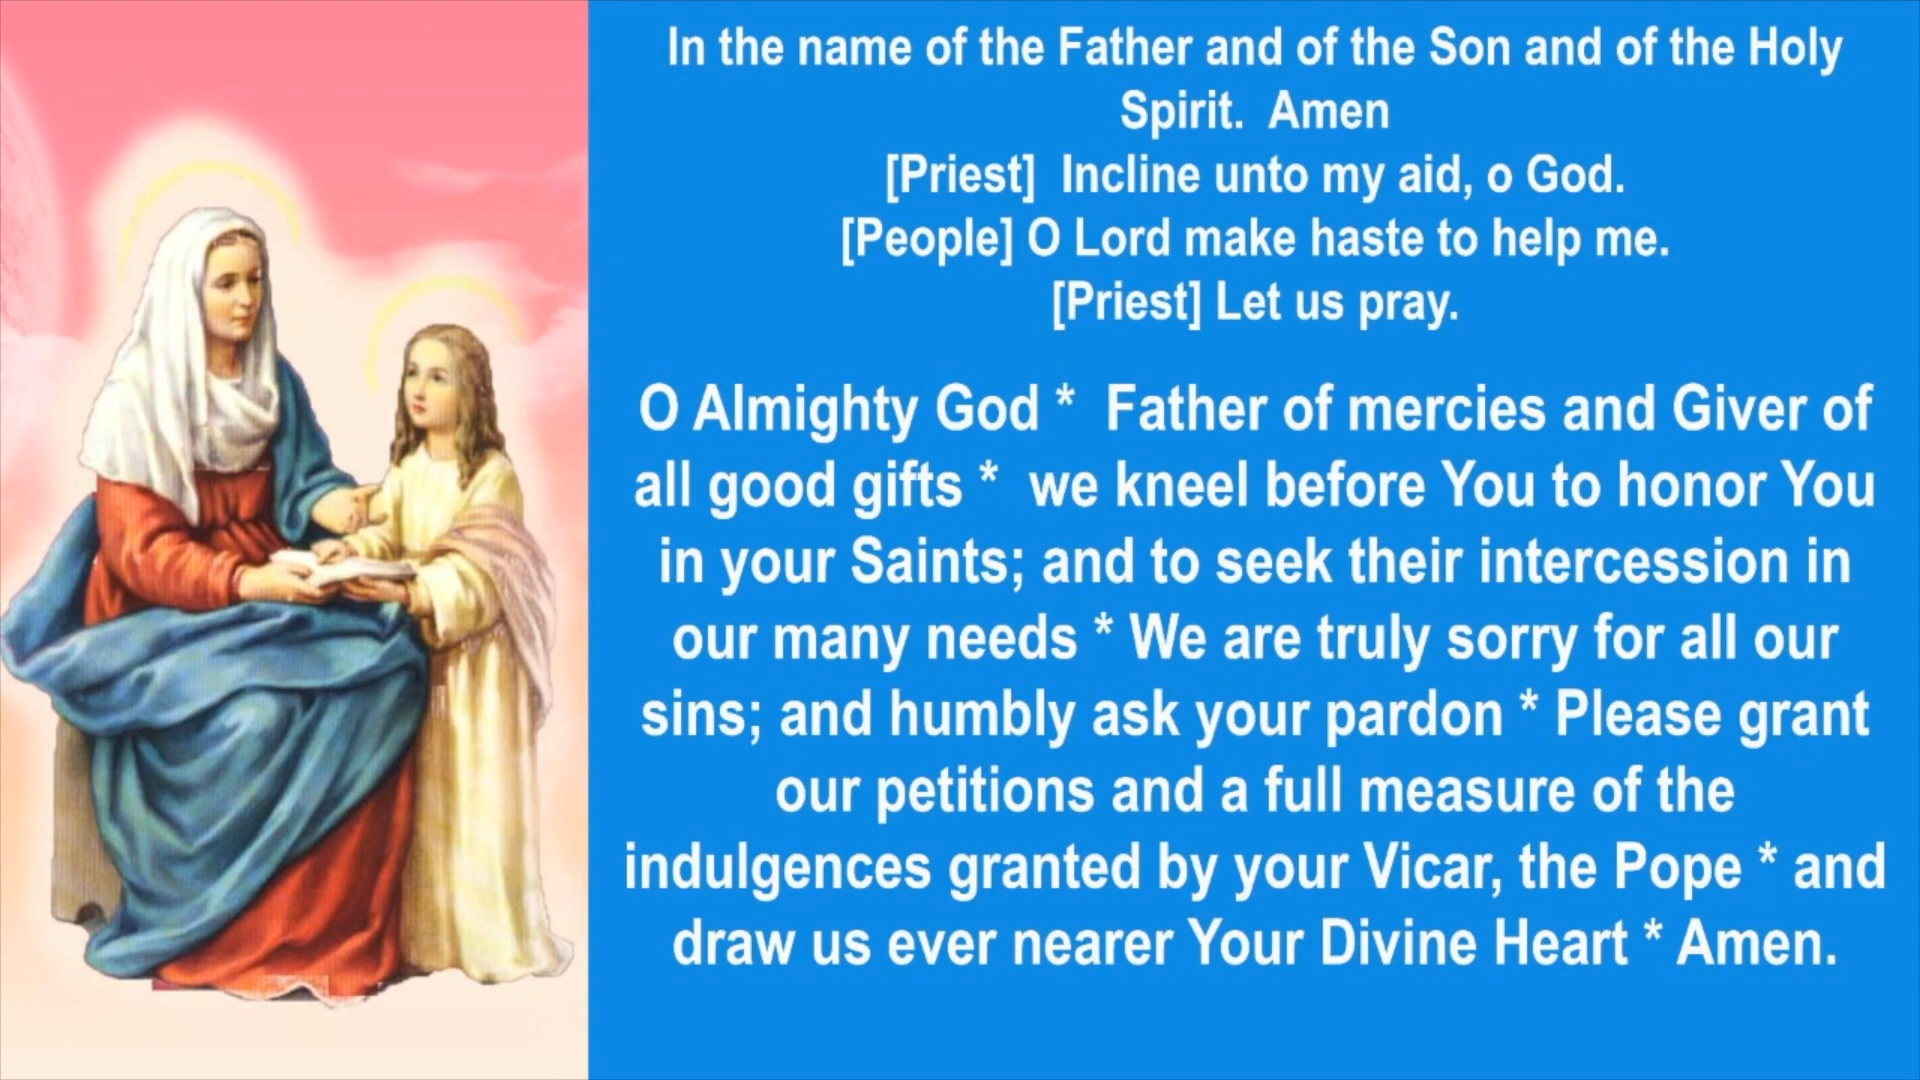 In the name of the Father and of the Son and of the Holy
Spirit.  Amen
[Priest]  Incline unto my aid, o God.
[People] O Lord make haste to help me.
[Priest] Let us pray.
O Almighty God *  Father of mercies and Giver of
all good gifts *  we kneel before You to honor You
in your Saints; and to seek their intercession in
our many needs * We are truly sorry for all our
sins; and humbly ask your pardon * Please grant
our petitions and a full measure of the
indulgences granted by your Vicar, the Pope * and
draw us ever nearer Your Divine Heart * Amen.